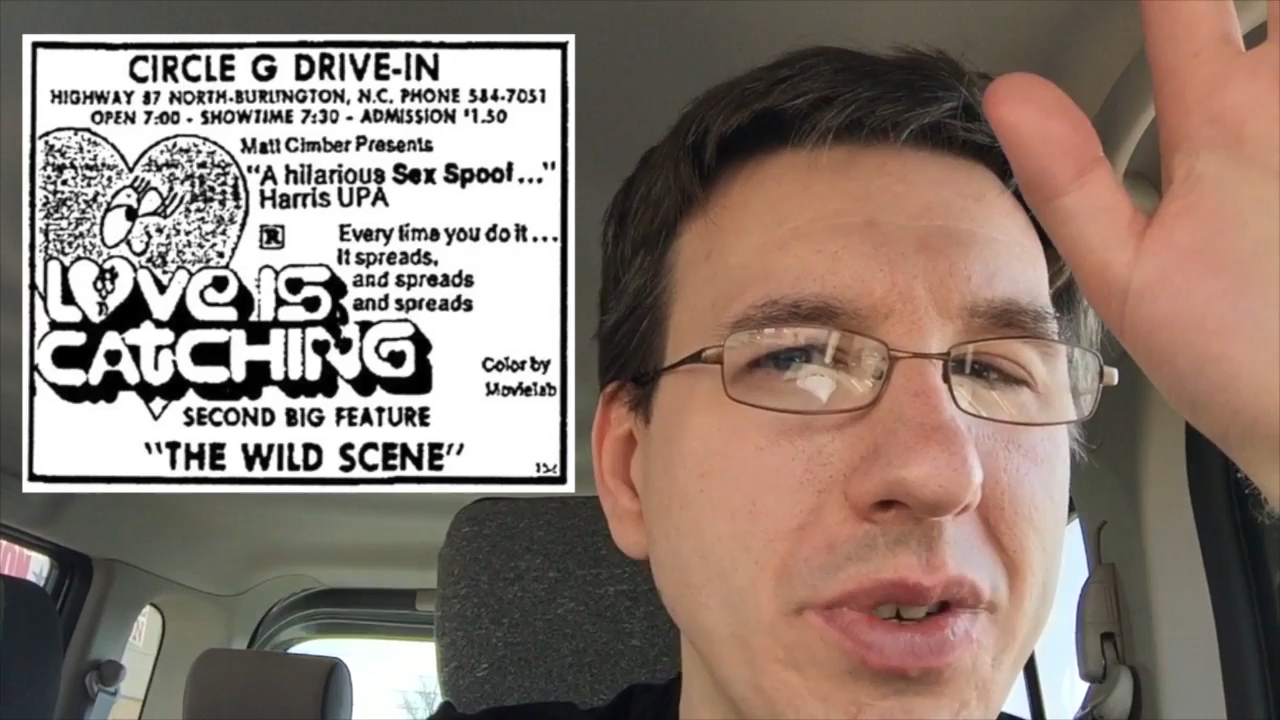 CIRCLE G DRIVE-IN
HIGHWAY 87 NORTH-BURLINGTON, N.C. PHONE 584-7051
OPEN 7:00 - SHOWTIME 7:30 - ADMISSION $1.50
Matt Cimber Presents
"A hilarious Sex Spoof..."
Harris UPA
R
Every time you do it...
It spreads,
and spreads
and spreads
LOVE IS
CATCHING
Color by
Movielab
SECOND BIG FEATURE
"THE WILD SCENE"